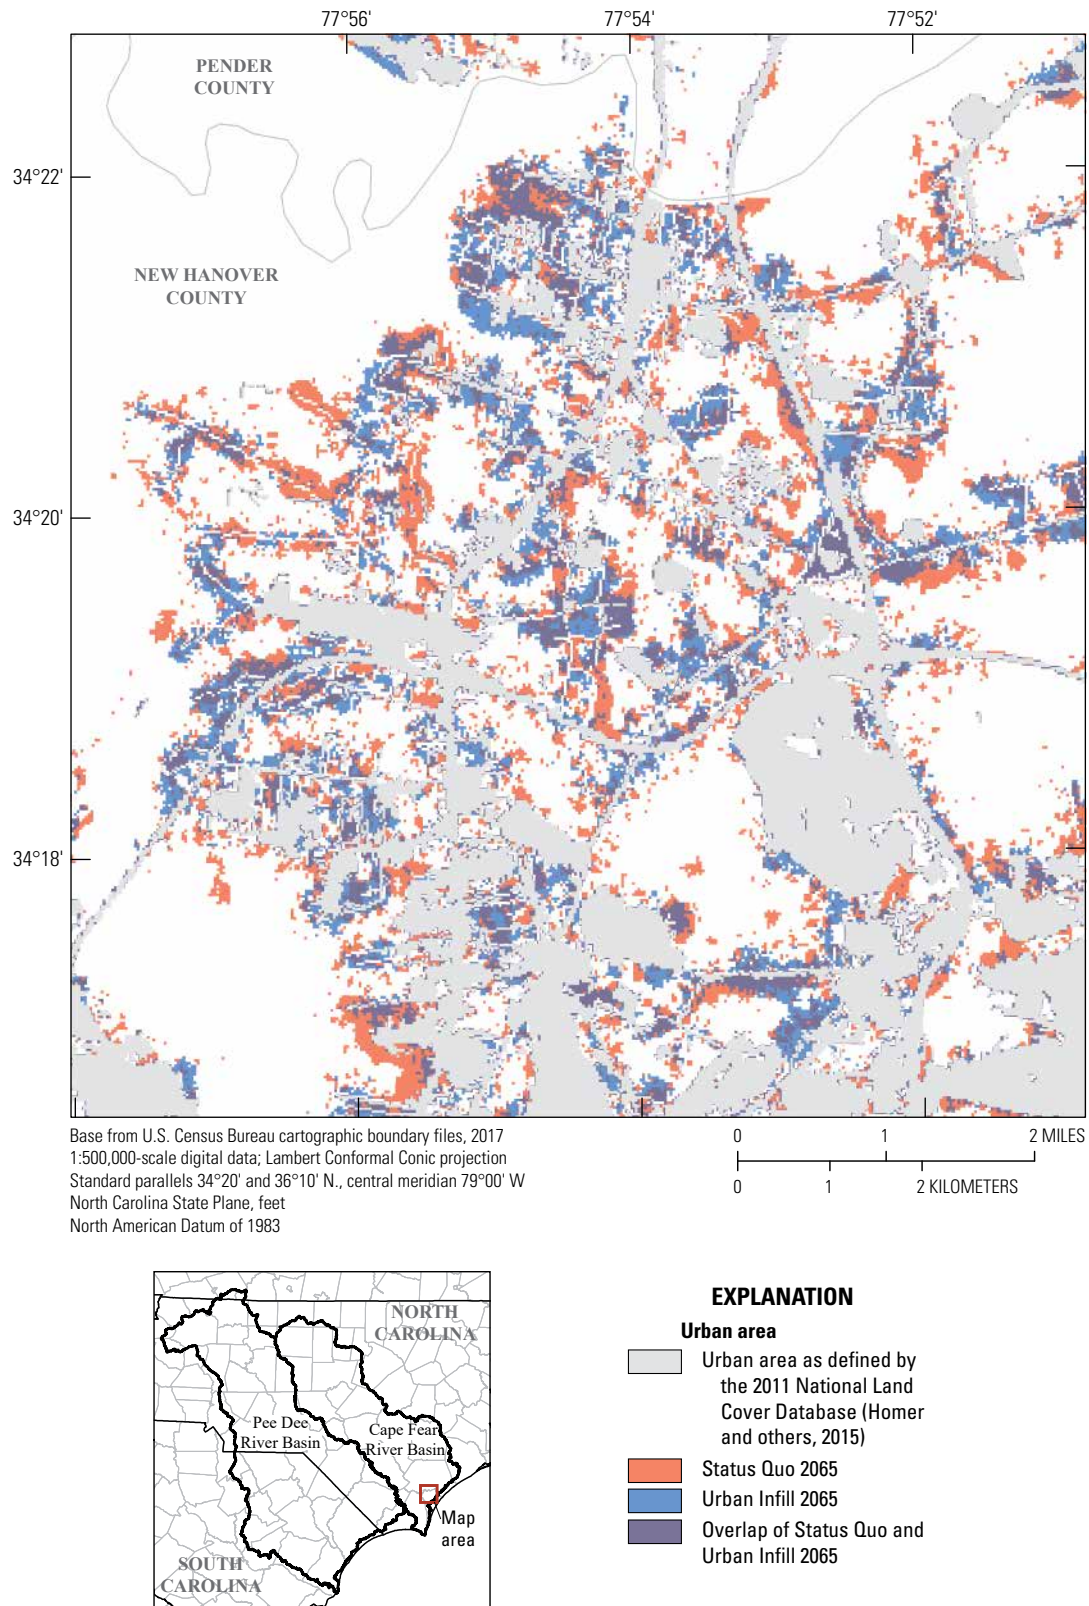 77°56'
77°54'
77°52'
PENDER
COUNTY
34°22'
NEW HANOVER
COUNTY
34°20'
34°18'
Base from U.S. Census Bureau cartographic boundary files, 2017
1:500,000-scale digital data; Lambert Conformal Conic projection
Standard parallels 34°20' and 36°10' N., central meridian 79°00' W
North Carolina State Plane, feet
North American Datum of 1983
0 1 2 MILES
0 1 2 KILOMETERS
NORTH
CAROLINA
Pee Dee
River Basin
Cape Fear
River Basin
Map
area
SOUTH
CAROLINA
EXPLANATION
Urban area
Urban area as defined by
the 2011 National Land
Cover Database (Homer
and others, 2015)
Status Quo 2065
Urban Infill 2065
Overlap of Status Quo and
Urban Infill 2065